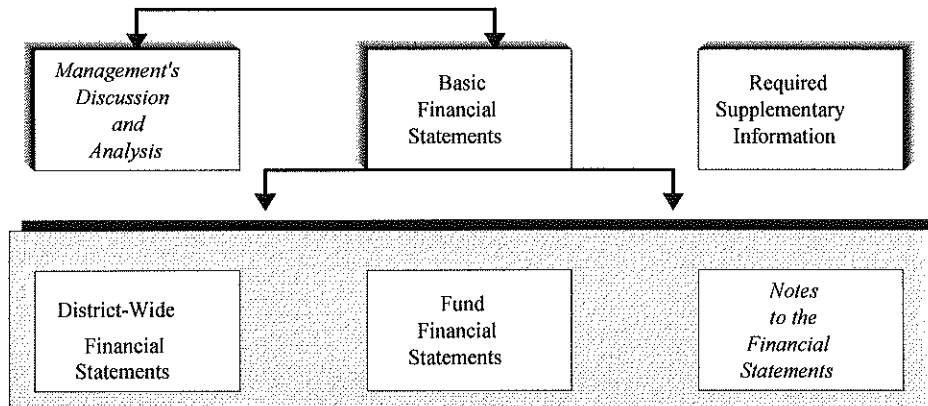 Management's
Discussion
and
Analysis
Basic
Financial
Statements
Required
Supplementary
Information
District-Wide
Financial
Statements
Fund
Financial
Statements
Notes
to the
Financial
Statements